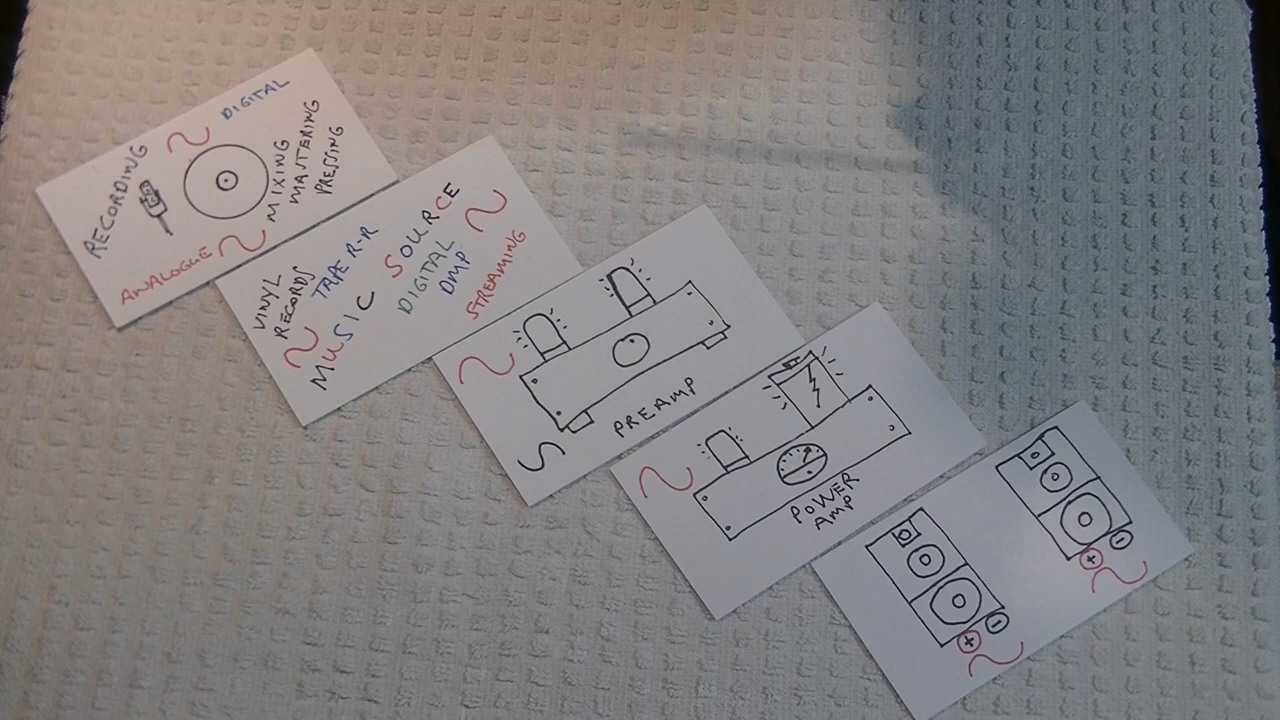 RECORDING
DIGITAL
MIXING
MASTERING
PRESSING
ANALOGUE
VINYL
RECORDS
TAPE R-R
MUSIC SOURCE
DIGITAL
DMP
STREAMING
PREAMP
POWER
AMP
+
-
+
-